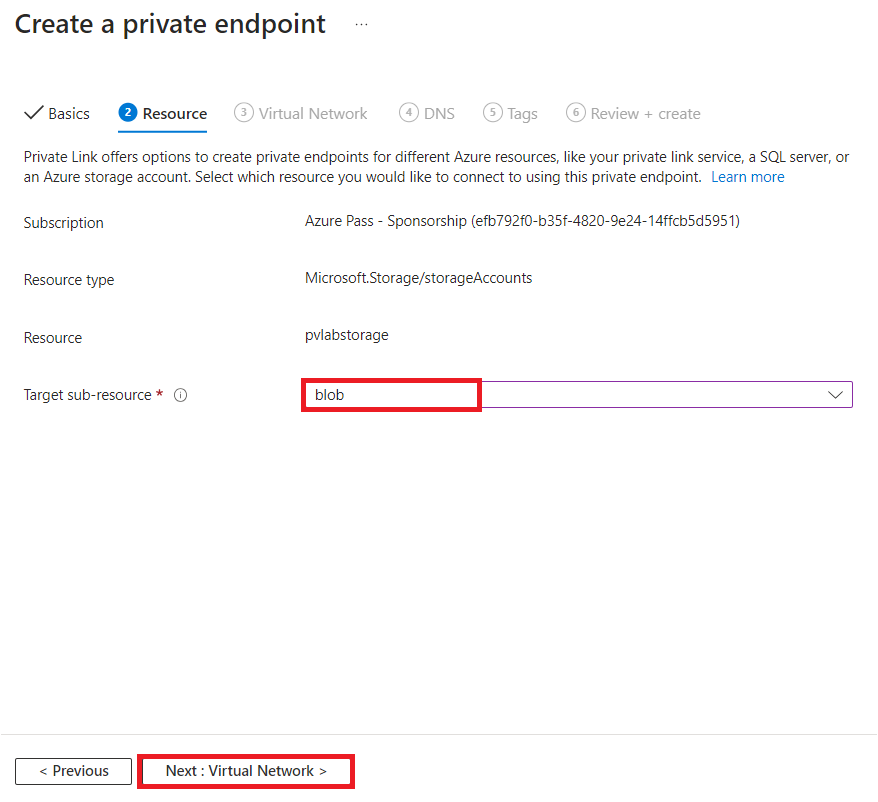 Create a private endpoint ...
Basics 2 Resource 3 Virtual Network 4 DNS 5 Tags 6 Review + create
Private Link offers options to create private endpoints for different Azure resources, like your private link service, a SQL server, or
an Azure storage account. Select which resource you would like to connect to using this private endpoint. Learn more
Subscription Azure Pass - Sponsorship (efb792f0-b35f-4820-9e24-14ffcb5d5951)
Resource type Microsoft.Storage/storageAccounts
Resource pvlabstorage
Target sub-resource * i blob
< Previous Next : Virtual Network >